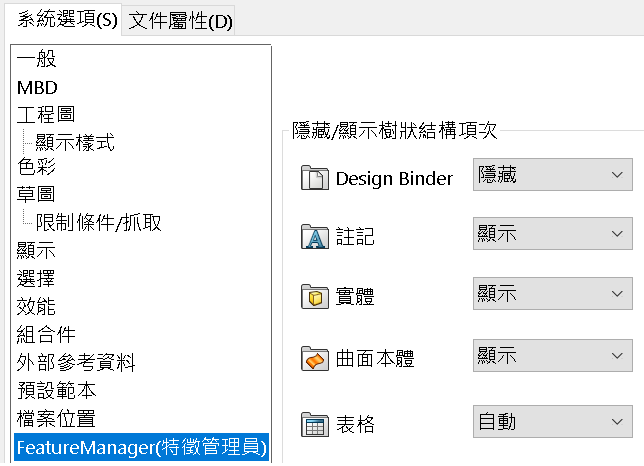 系統選項(S) 文件屬性(D)
一般
MBD
工程圖
顯示樣式
色彩
草圖
限制條件/抓取
顯示
選擇
效能
組合件
外部參考資料
預設範本
檔案位置
FeatureManager(特徵管理員)
隱藏/顯示樹狀結構項次
Design Binder 隱藏
註記 顯示
實體 顯示
曲面本體 顯示
表格 自動